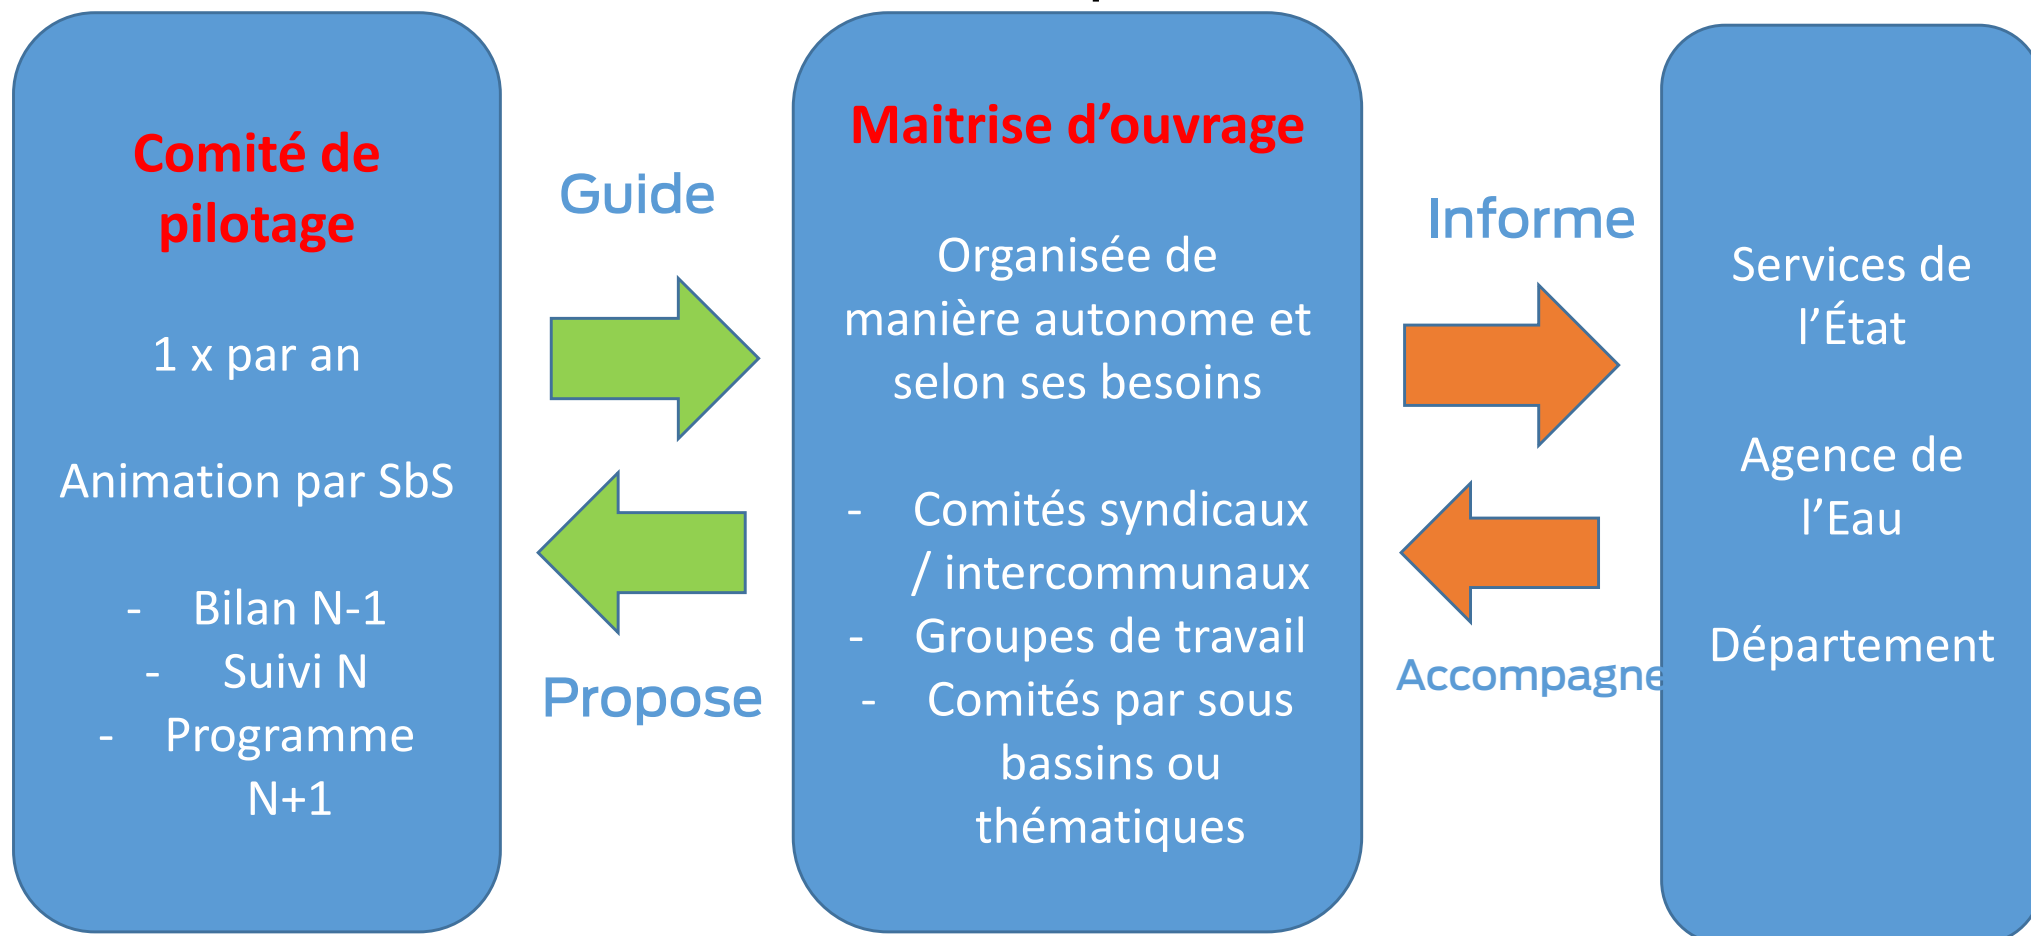 Comité de
pilotage
1 x par an
Animation par SbS
- Bilan N-1
- Suivi N
- Programme
N+1
Guide
Propose
Maitrise d’ouvrage
Organisée de
manière autonome et
selon ses besoins
- Comités syndicaux
/ intercommunaux
- Groupes de travail
- Comités par sous
bassins ou
thématiques
Informe
Accompagne
Services de
l’État
Agence de
l’Eau
Département